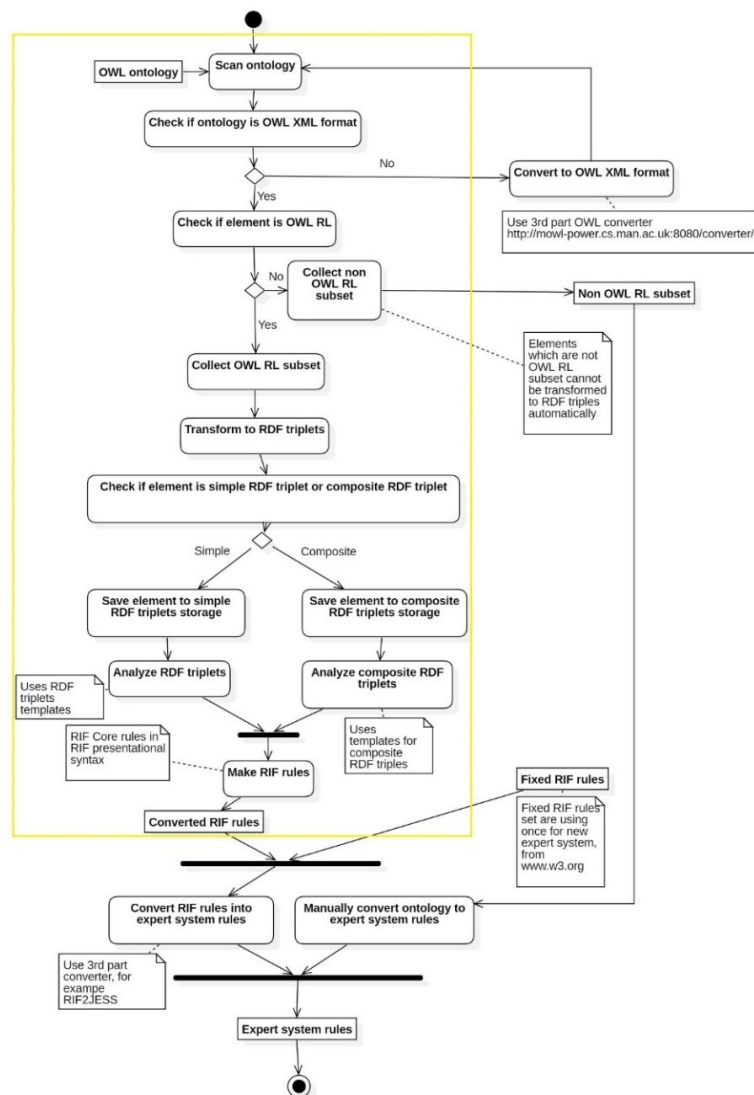 OWL ontology
Scan ontology
Check if ontology is OWL XML format
No
Convert to OWL XML format
Yes
Use 3rd part OWL converter
http://mowl-power.cs.man.ac.uk:8080/converter/
Check if element is OWL RL
No
Collect non
OWL RL
subset
Non OWL RL subset
Yes
Elements
which are not
OWL RL
subset cannot
be transformed
to RDF triples
automatically
Collect OWL RL subset
Transform to RDF triplets
Check if element is simple RDF triplet or composite RDF triplet
Simple
Composite
Save element to simple
RDF triplets storage
Save element to composite
RDF triplets storage
Analyze RDF triplets
Analyze composite RDF
triplets
Uses RDF
triplets
templates
RIF Core rules in
RIF presentational
syntax
Uses
templates for
composite
RDF triples
Make RIF rules
Fixed RIF rules
Converted RIF rules
Fixed RIF rules
set are using
once for new
expert system,
from
www.w3.org
Convert RIF rules into
expert system rules
Manually convert ontology to
expert system rules
Use 3rd part
converter, for
exampe
RIF2JESS
Expert system rules